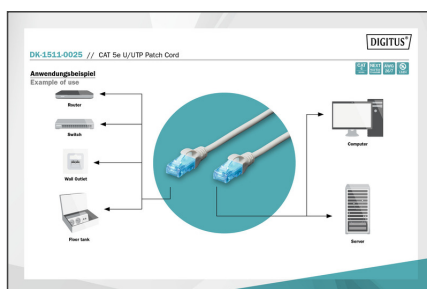 DIGITUS®
DK-1511-0025 // CAT 5e U/UTP Patch Cord
Anwendungsbeispiel
Example of use
Router
Switch
Wall Outlet
Floor tank
Computer
Server